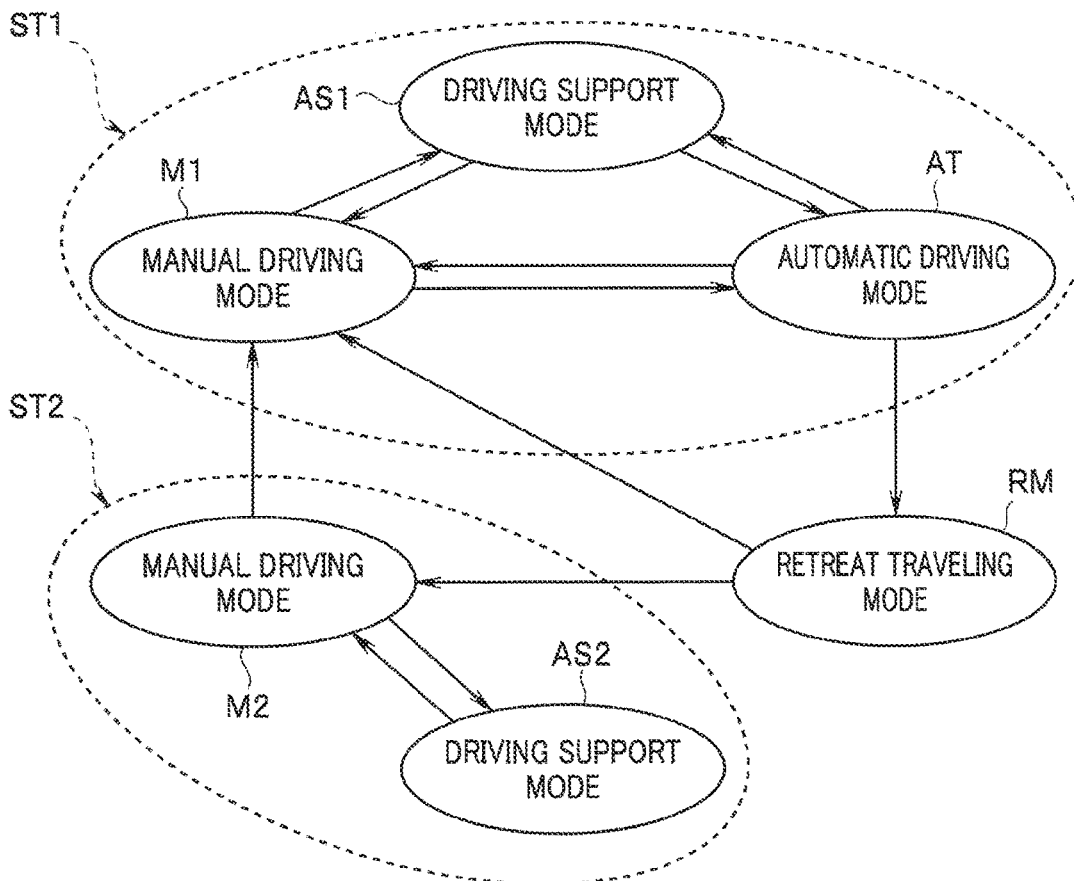 ST1
AS1
DRIVING SUPPORT
MODE
M1
AT
MANUAL DRIVING
MODE
AUTOMATIC DRIVING
MODE
ST2
RM
MANUAL DRIVING
MODE
RETREAT TRAVELING
MODE
M2
AS2
DRIVING SUPPORT
MODE